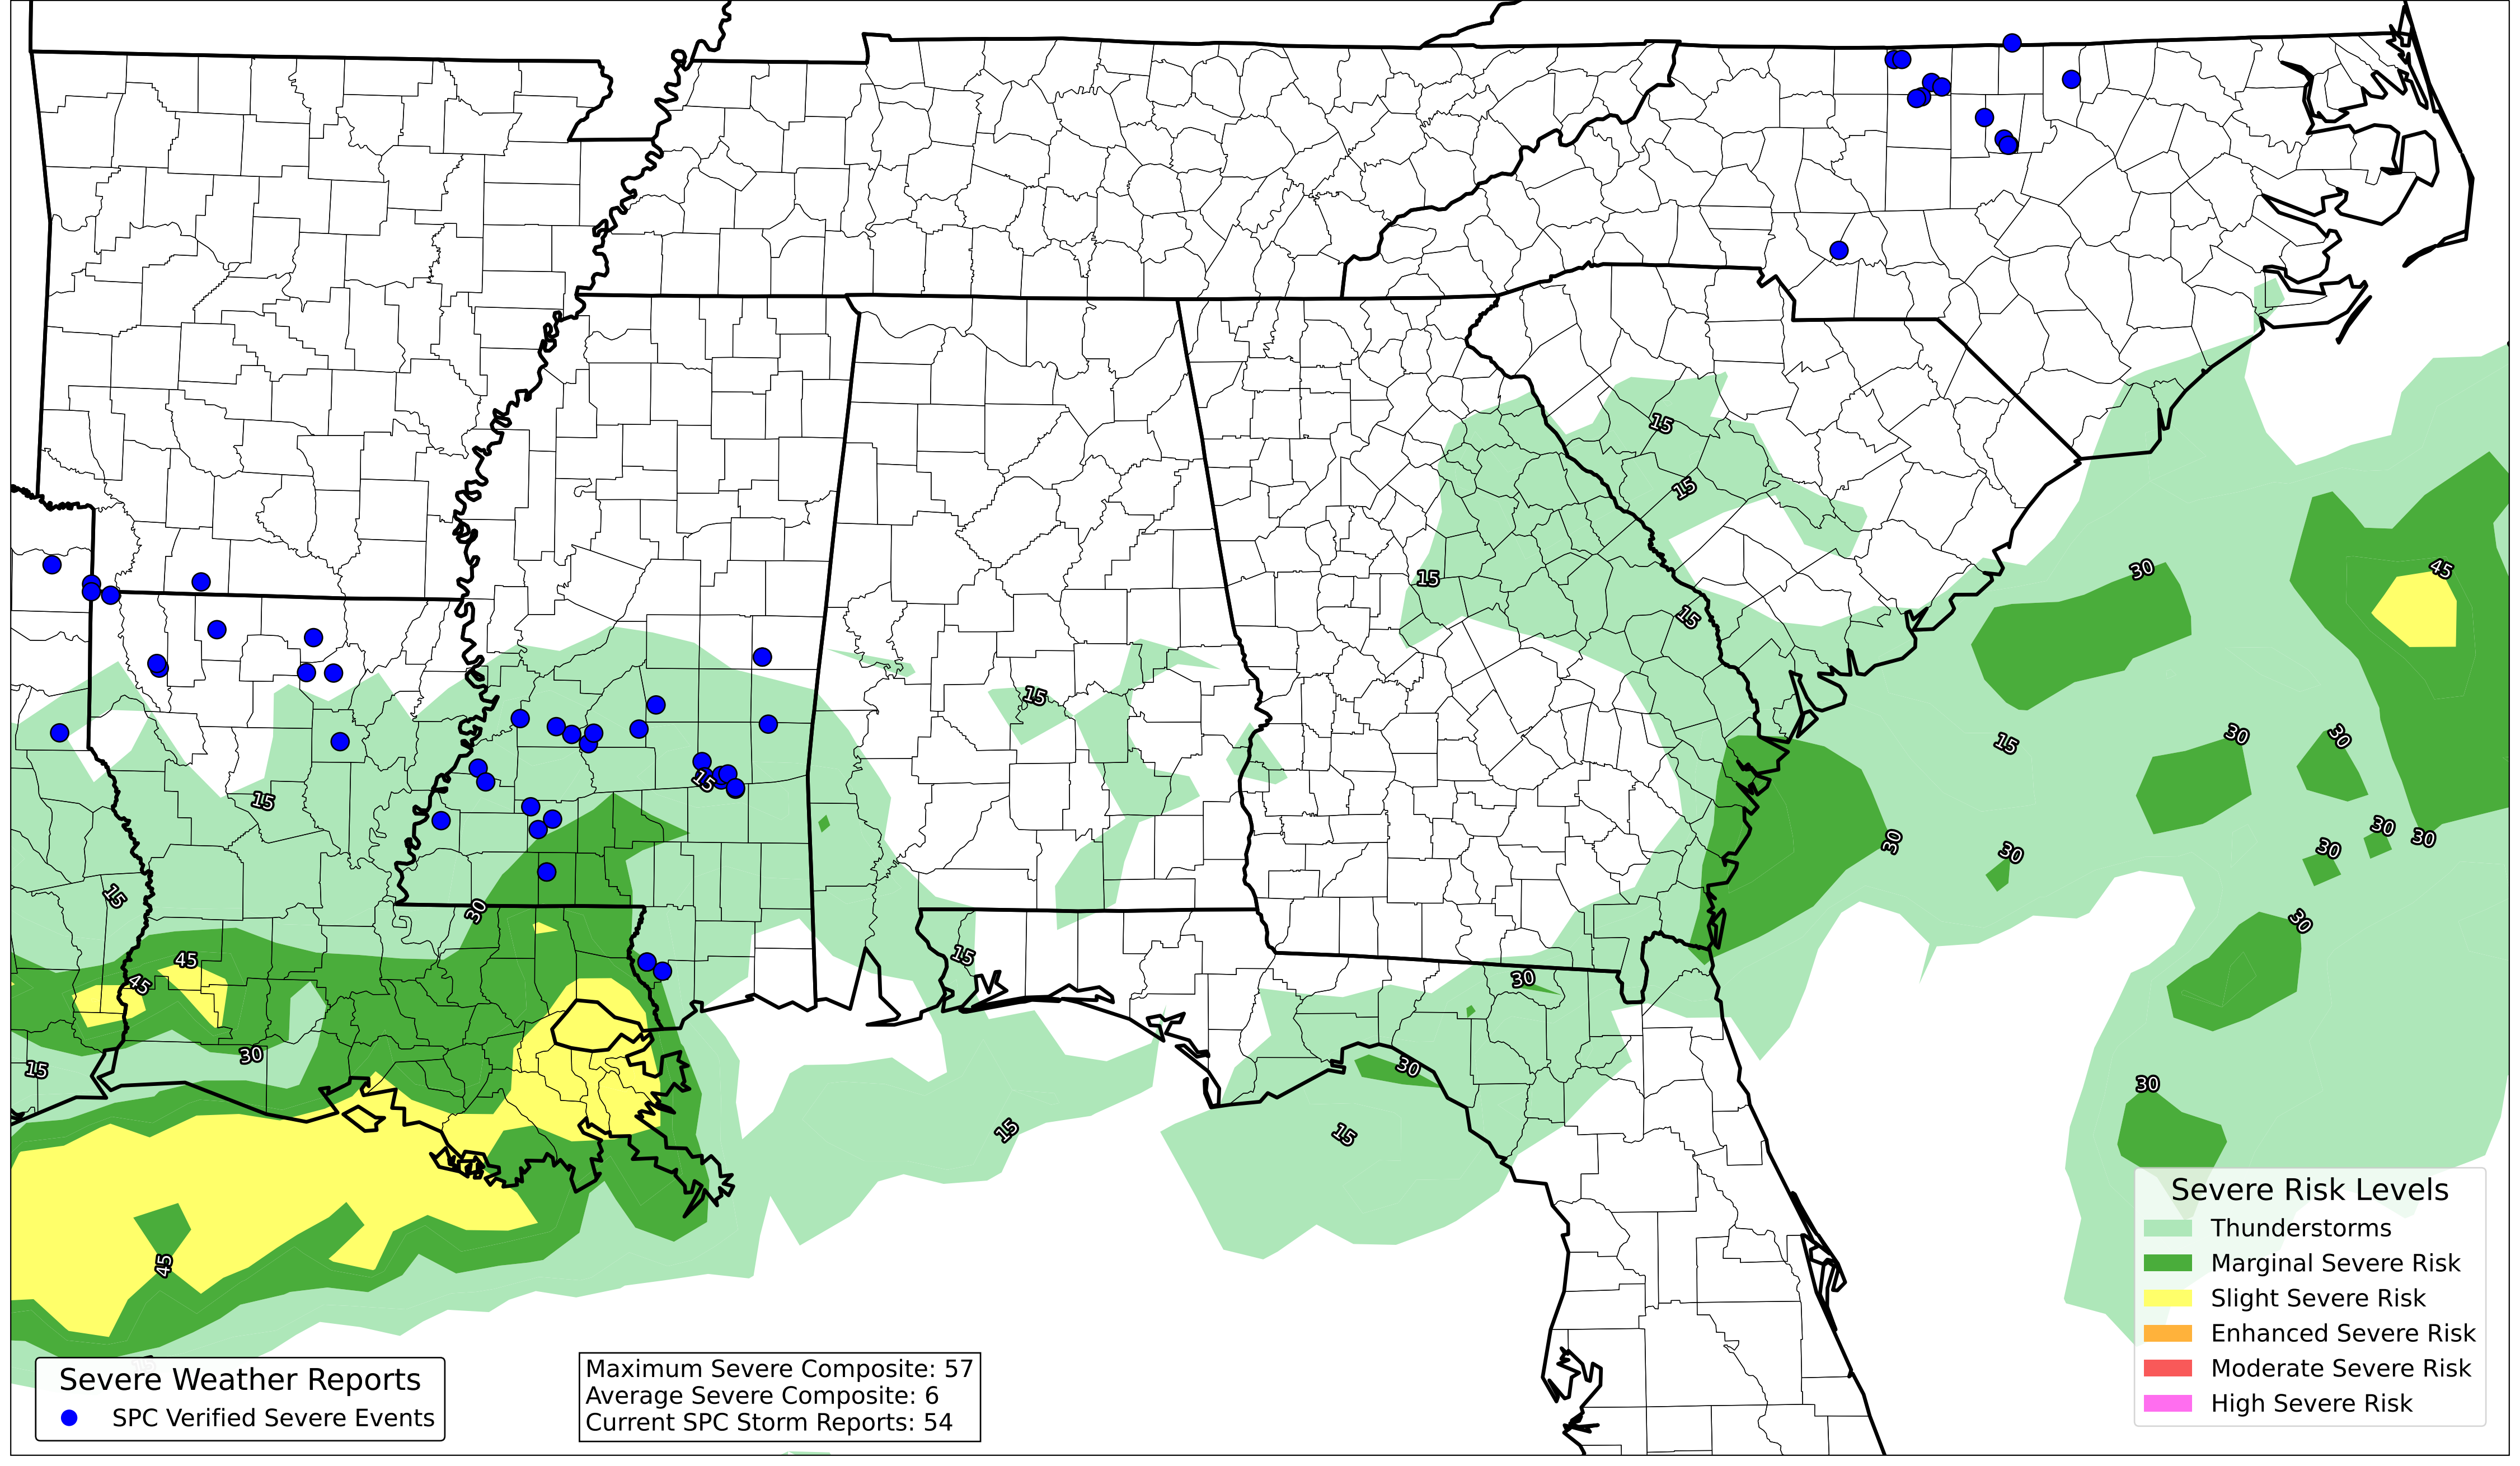 15
15
15
15
30
45
30
30
15
15
15
30
30
30
30
30
30
15
15
30
30
15
30
45
45
30
15
30
15
15
30
45
Severe Risk Levels
Thunderstorms
Marginal Severe Risk
Slight Severe Risk
Enhanced Severe Risk
Moderate Severe Risk
High Severe Risk
Severe Weather Reports
SPC Verified Severe Events
Maximum Severe Composite: 57
Average Severe Composite: 6
Current SPC Storm Reports: 54